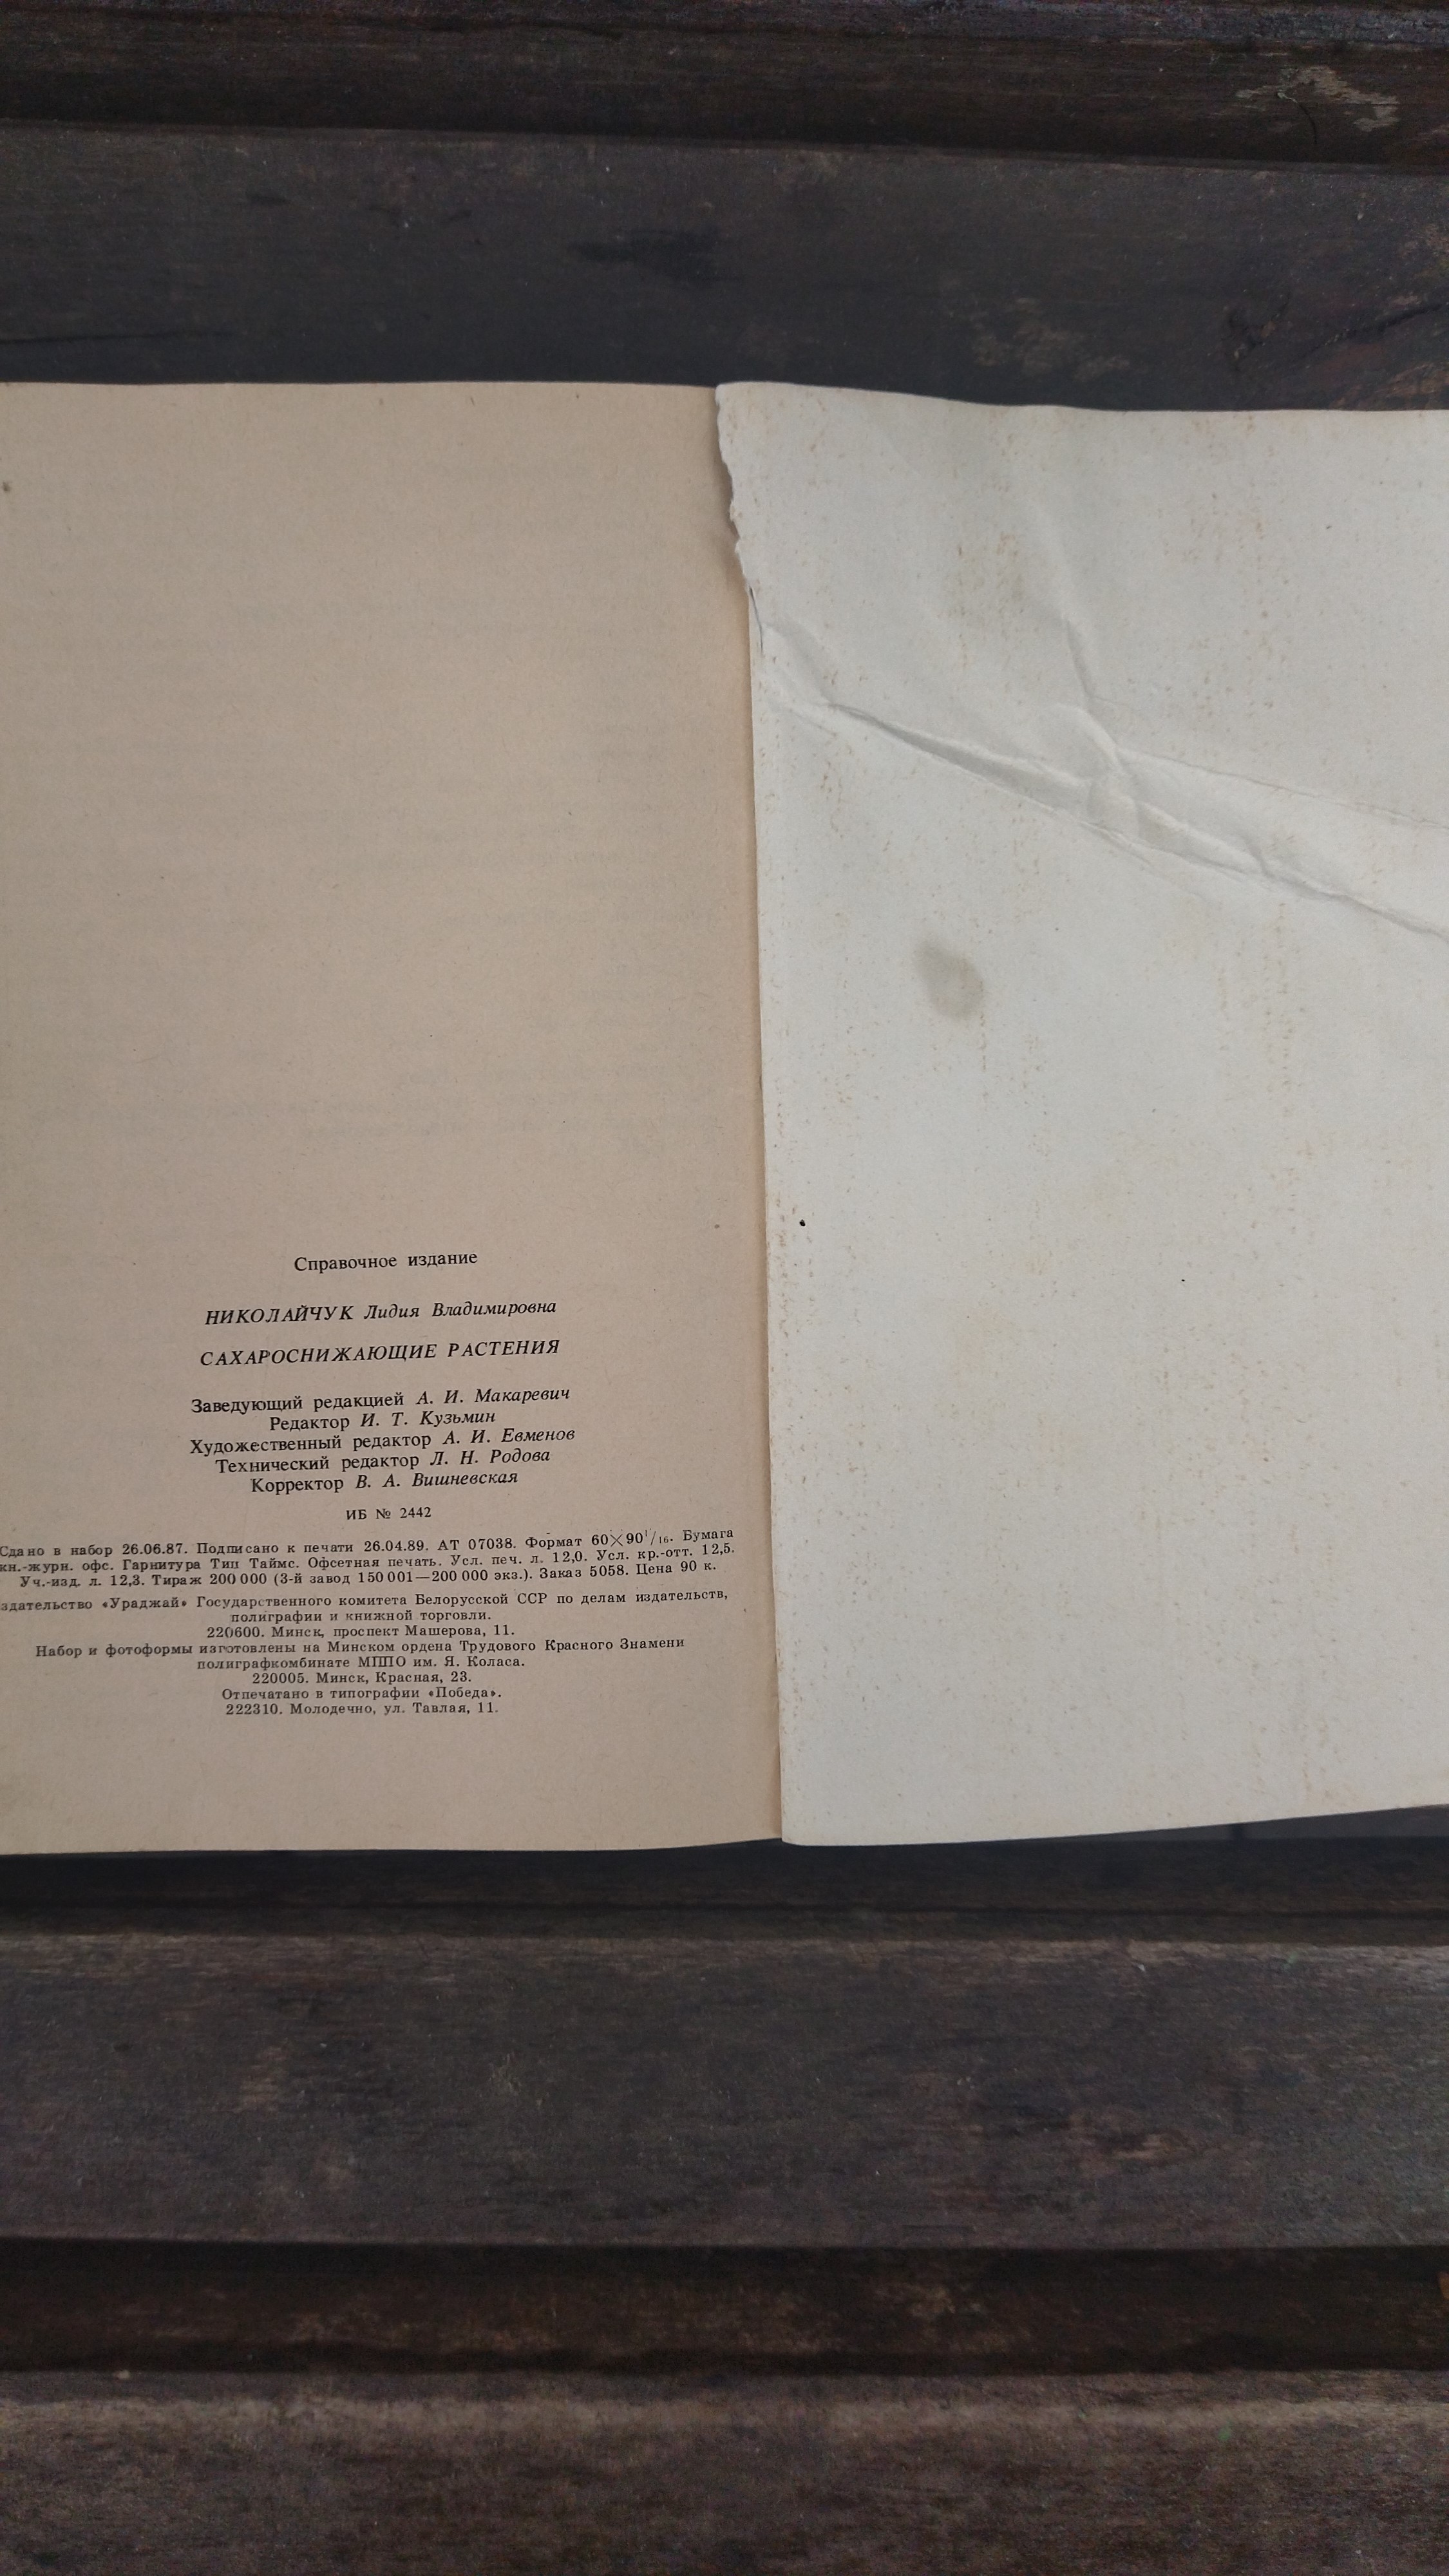 Справочное издание
НИКОЛАЙЧУК Лидия Владимировна
САХАРОСНИЖАЮЩИЕ РАСТЕНИЯ
Заведующий редакцией А. И. Макаревич
Редактор И. Т. Кузьмин
Художественный редактор А. И. Евменов
Технический редактор Л. Н. Родова
Корректор В. А. Вишневская
ИБ № 2442
Сдано в набор 26.06.87. Подписано к печати 26.04.89. АТ 07038. Формат 60×90¹/₁₆. Бумага
кн.-журн. офс. Гарнитура Тип Таймс. Офсетная печать. Усл. печ. л. 12,0. Усл. кр.-отт. 12,5.
Уч.-изд. л. 12,3. Тираж 200 000 (3-й завод 150 001—200 000 экз.). Заказ 5058. Цена 90 к.
здательство «Ураджай» Государственного комитета Белорусской ССР по делам издательств,
полиграфии и книжной торговли.
220600. Минск, проспект Машерова, 11.
Набор и фотоформы изготовлены на Минском ордена Трудового Красного Знамени
полиграфкомбинате МППО им. Я. Коласа.
220005. Минск, Красная, 23.
Отпечатано в типографии «Победа».
222310. Молодечно, ул. Тавлая, 11.